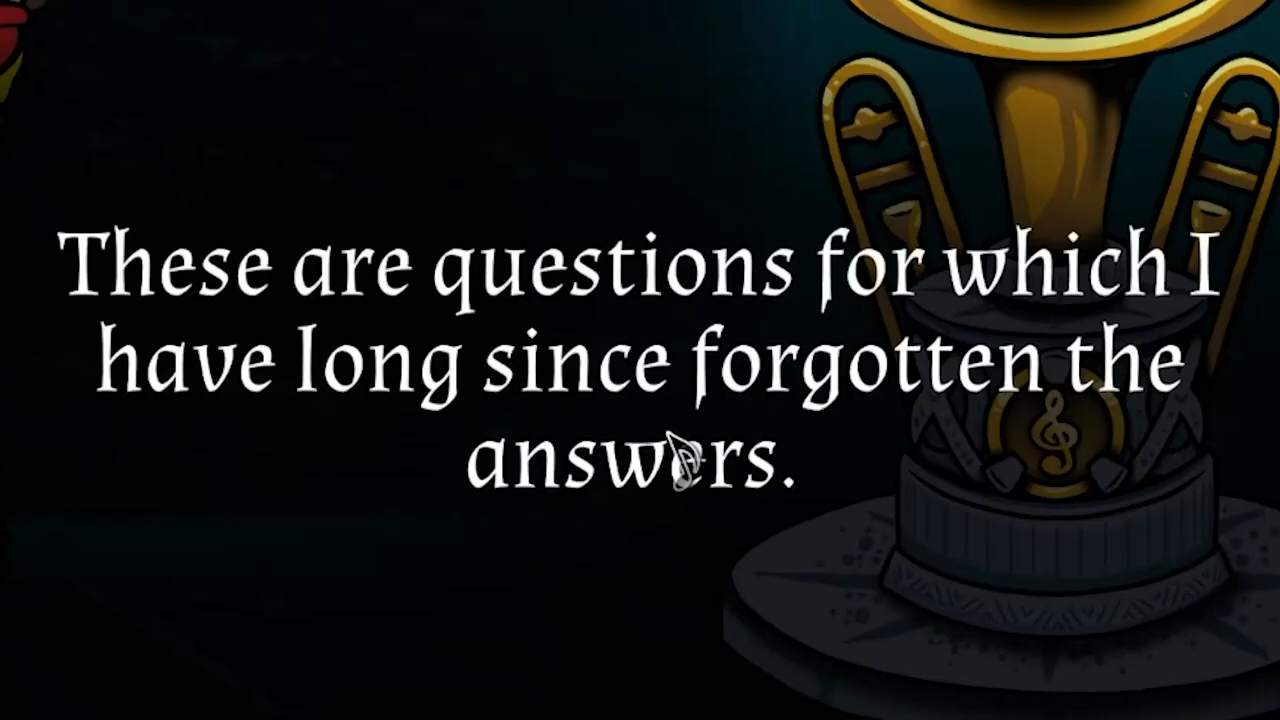 These are questions for which I
have long since forgotten the
answers.